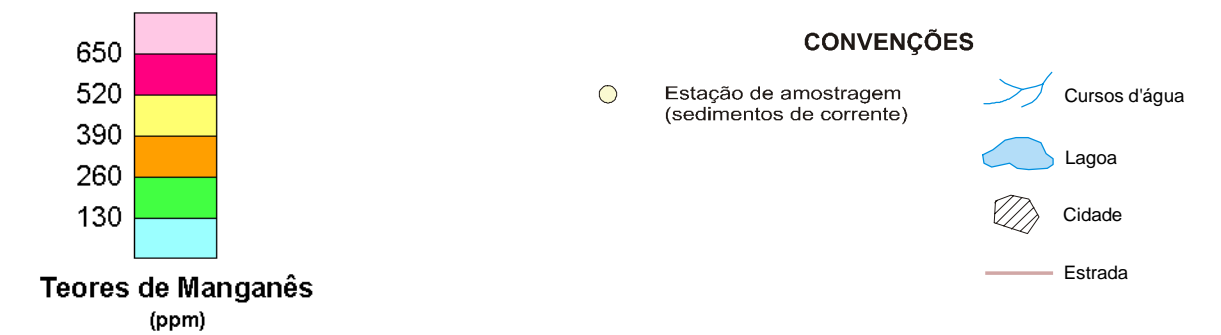 650
520
390
260
130
Teores de Manganês
(ppm)
CONVENÇÕES
Estação de amostragem
(sedimentos de corrente)
Cursos d'água
Lagoa
Cidade
Estrada